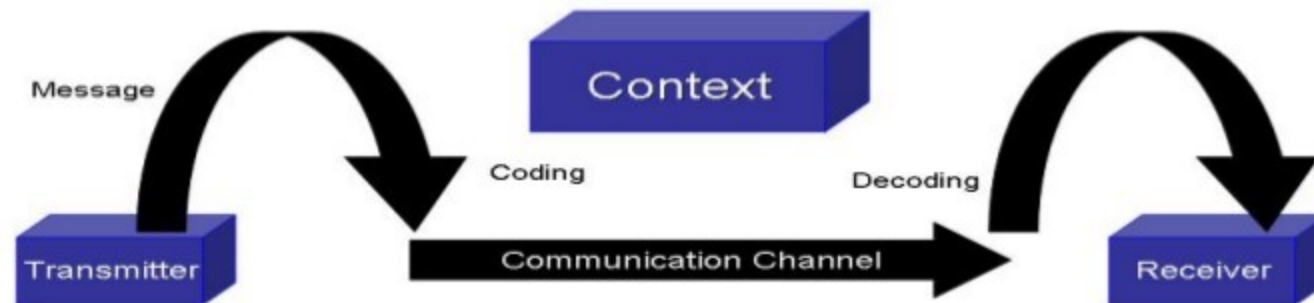 Context
Message
Coding
Decoding
Transmitter
Communication Channel
Receiver